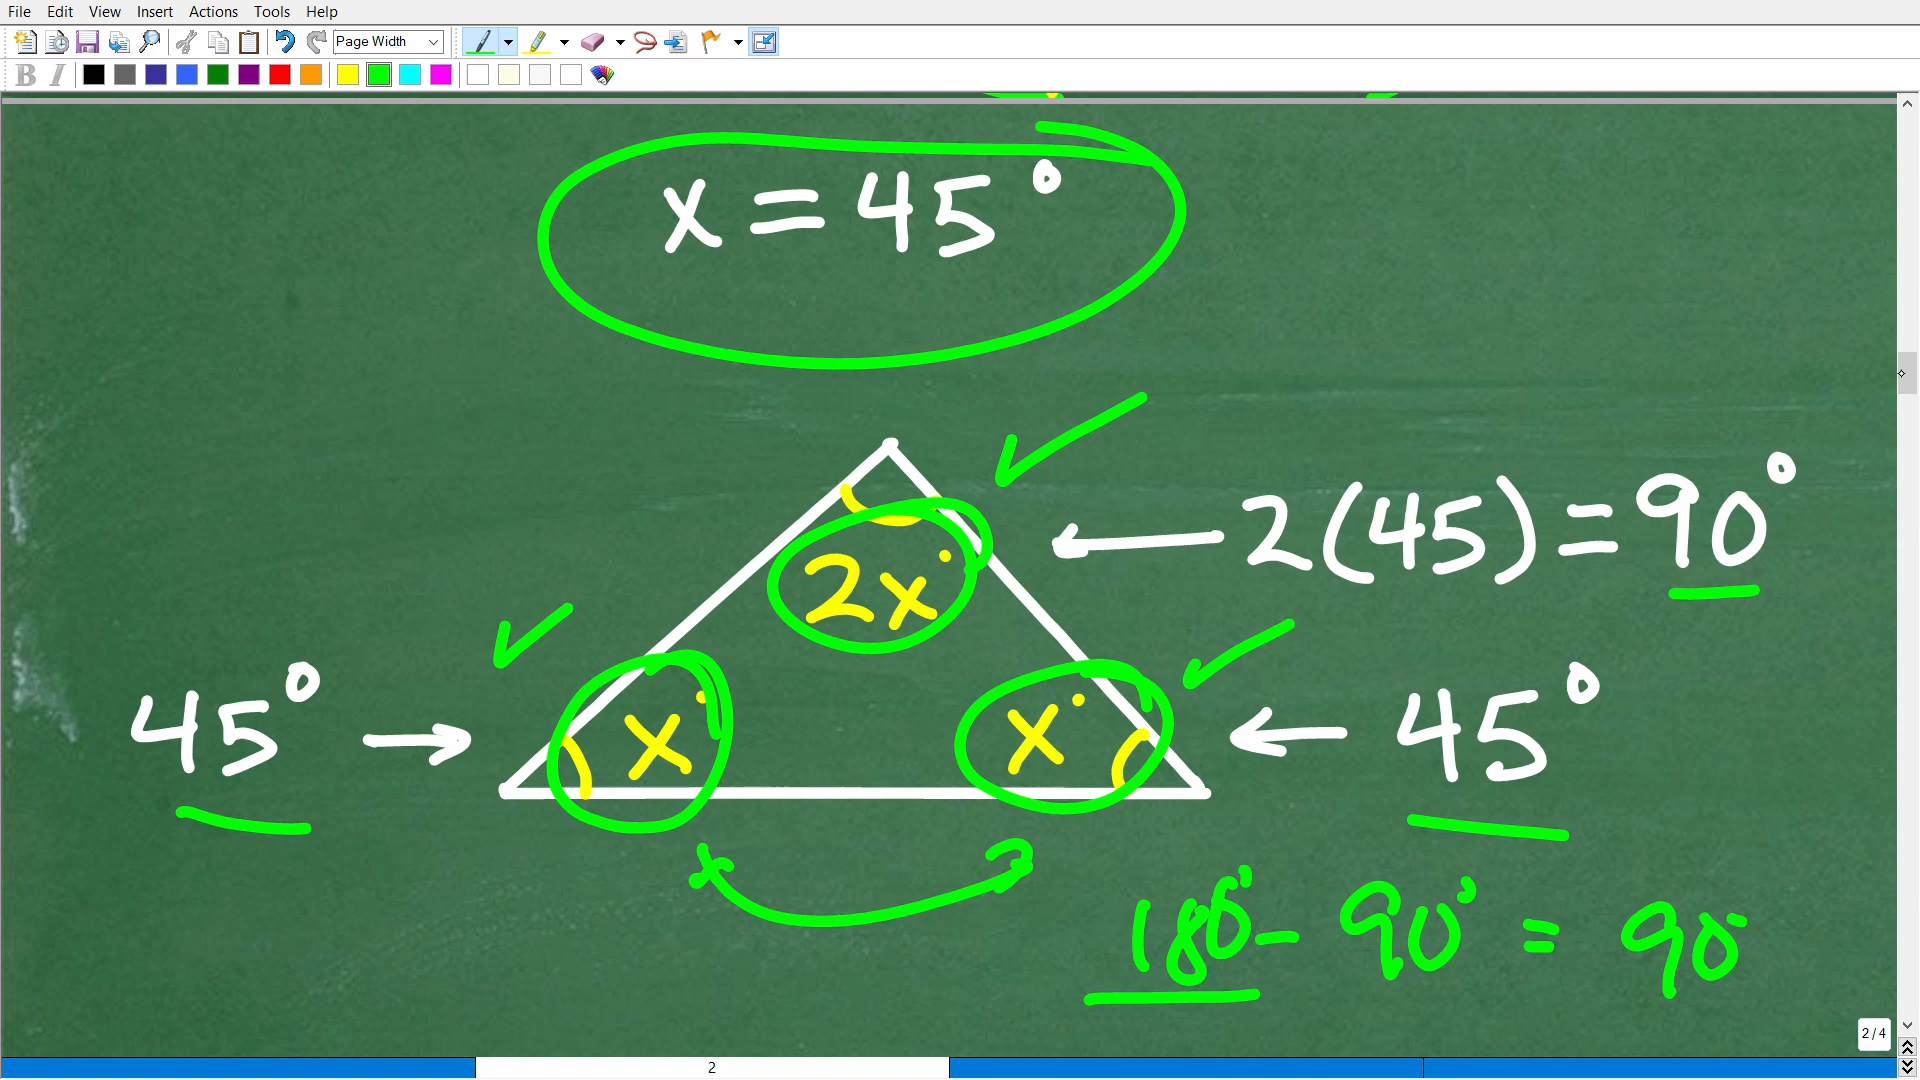 File Edit View Insert Actions Tools Help
Page Width
B I
x = 45°
2x°
2(45) = 90°
45°
x°
x°
45°
180° - 90° = 90°
2 / 4
2